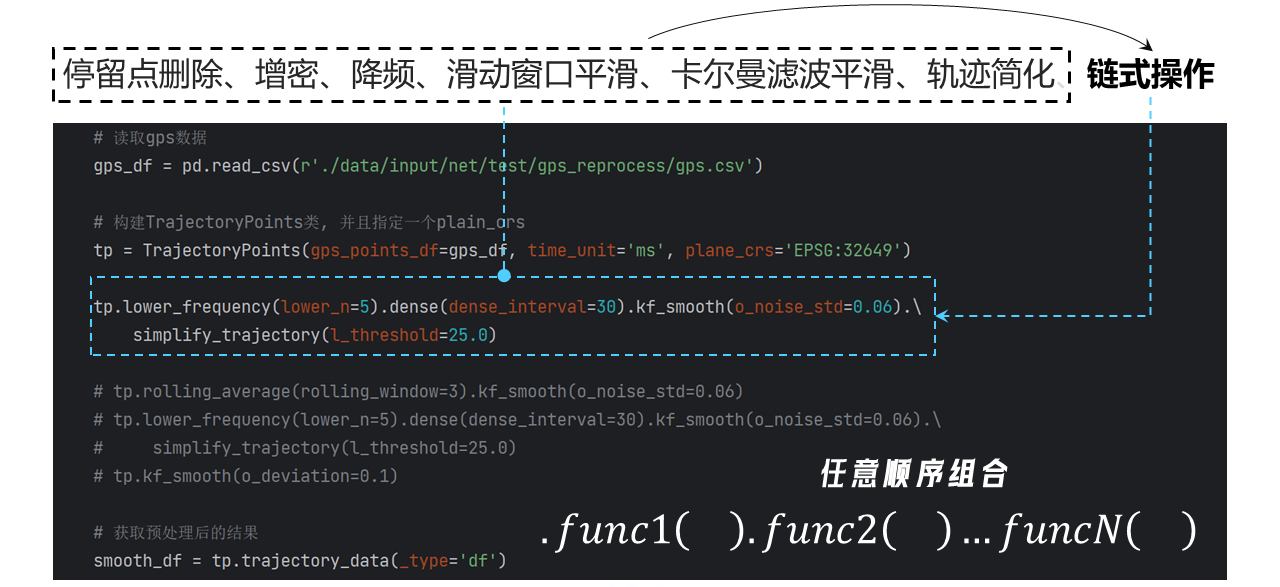 停留点删除、增密、降频、滑动窗口平滑、卡尔曼滤波平滑、轨迹简化、 链式操作
# 读取gps数据
gps_df = pd.read_csv(r'./data/input/net/test/gps_reprocess/gps.csv')
# 构建TrajectoryPoints类, 并且指定一个plain_crs
tp = TrajectoryPoints(gps_points_df=gps_df, time_unit='ms', plane_crs='EPSG:32649')
tp.lower_frequency(lower_n=5).dense(dense_interval=30).kf_smooth(o_noise_std=0.06).\
simplify_trajectory(l_threshold=25.0)
# tp.rolling_average(rolling_window=3).kf_smooth(o_noise_std=0.06)
# tp.lower_frequency(lower_n=5).dense(dense_interval=30).kf_smooth(o_noise_std=0.06).\
#     simplify_trajectory(l_threshold=25.0)
# tp.kf_smooth(o_deviation=0.1)
任意顺序组合
.func1( ).func2( )...funcN( )
# 获取预处理后的结果
smooth_df = tp.trajectory_data(_type='df')